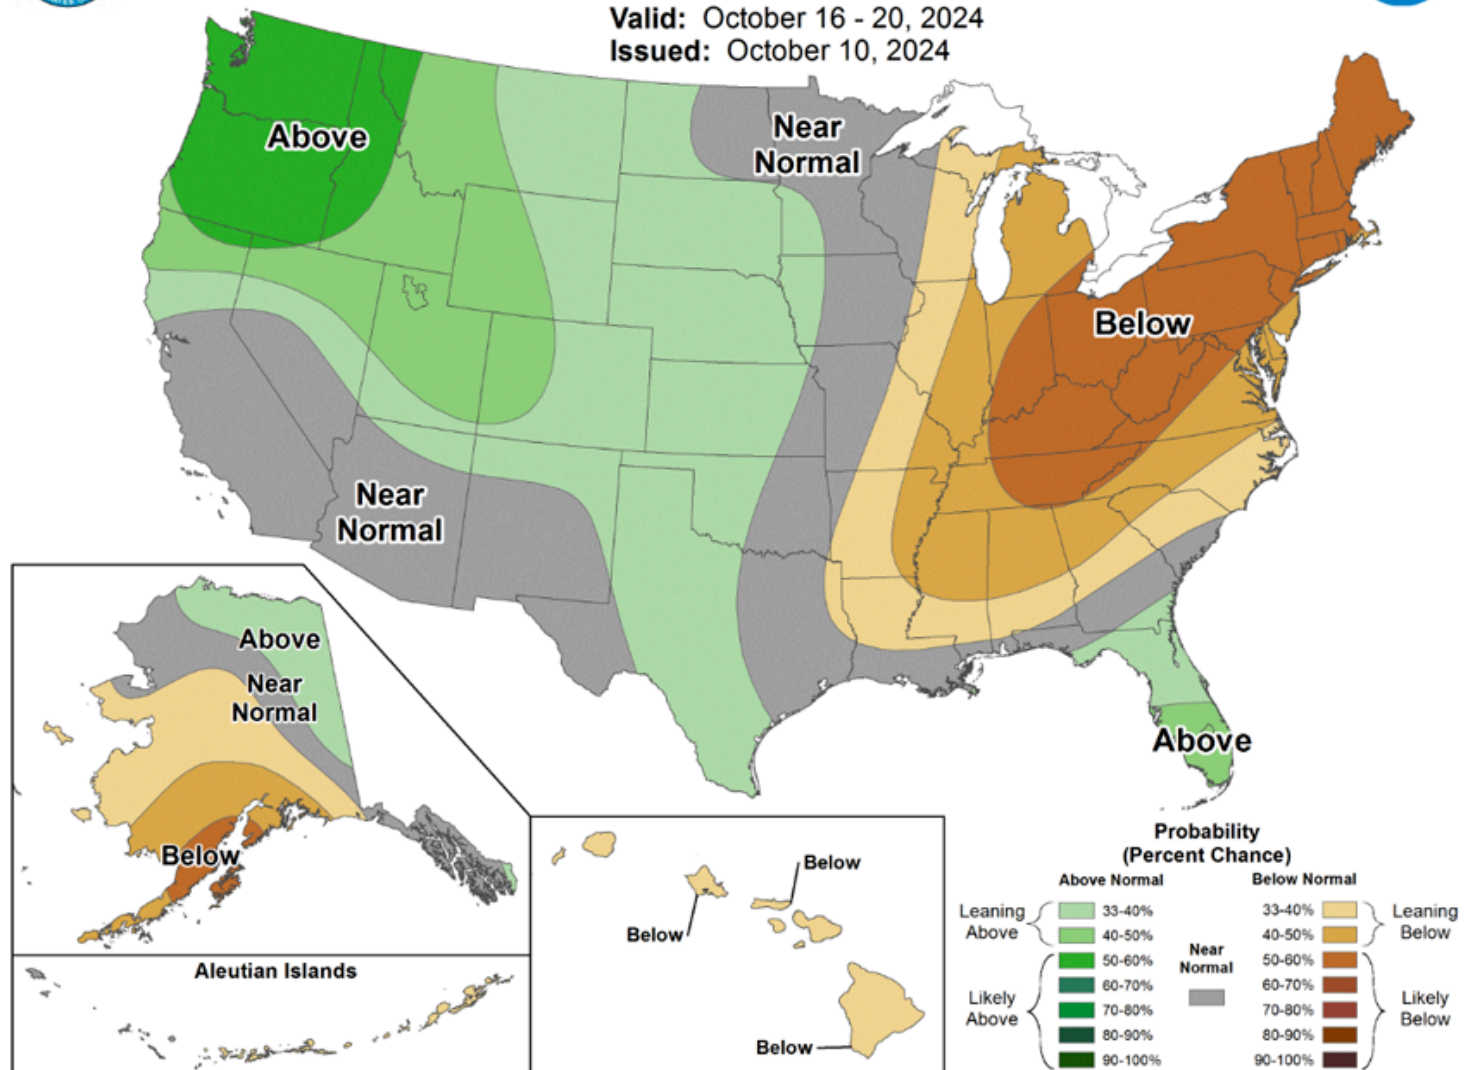 Valid: October 16 - 20, 2024
Issued: October 10, 2024
Above
Near
Normal
Below
Near
Normal
Above
Above
Near
Normal
Below
Aleutian Islands
Below
Below
Below
Probability
(Percent Chance)
Above Normal
Below Normal
Leaning
Above
33-40%
40-50%
50-60%
60-70%
70-80%
80-90%
90-100%
Likely
Above
Near
Normal
33-40%
40-50%
50-60%
60-70%
70-80%
80-90%
90-100%
Leaning
Below
Likely
Below